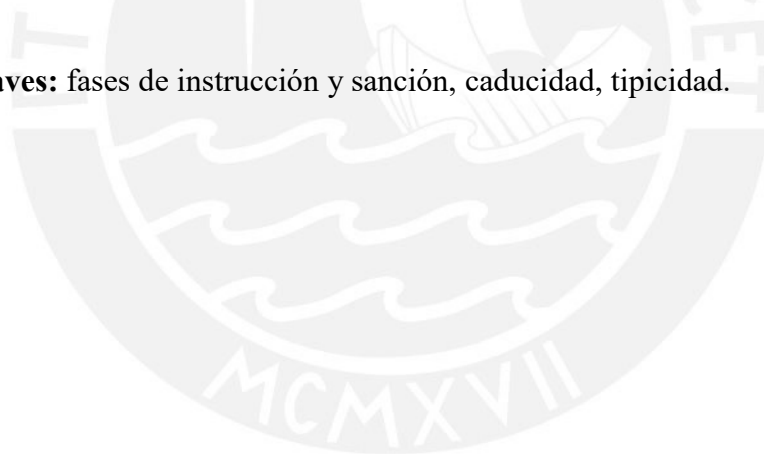 aves: fases de instrucción y sanción, caducidad, tipicidad.
MCMXVII